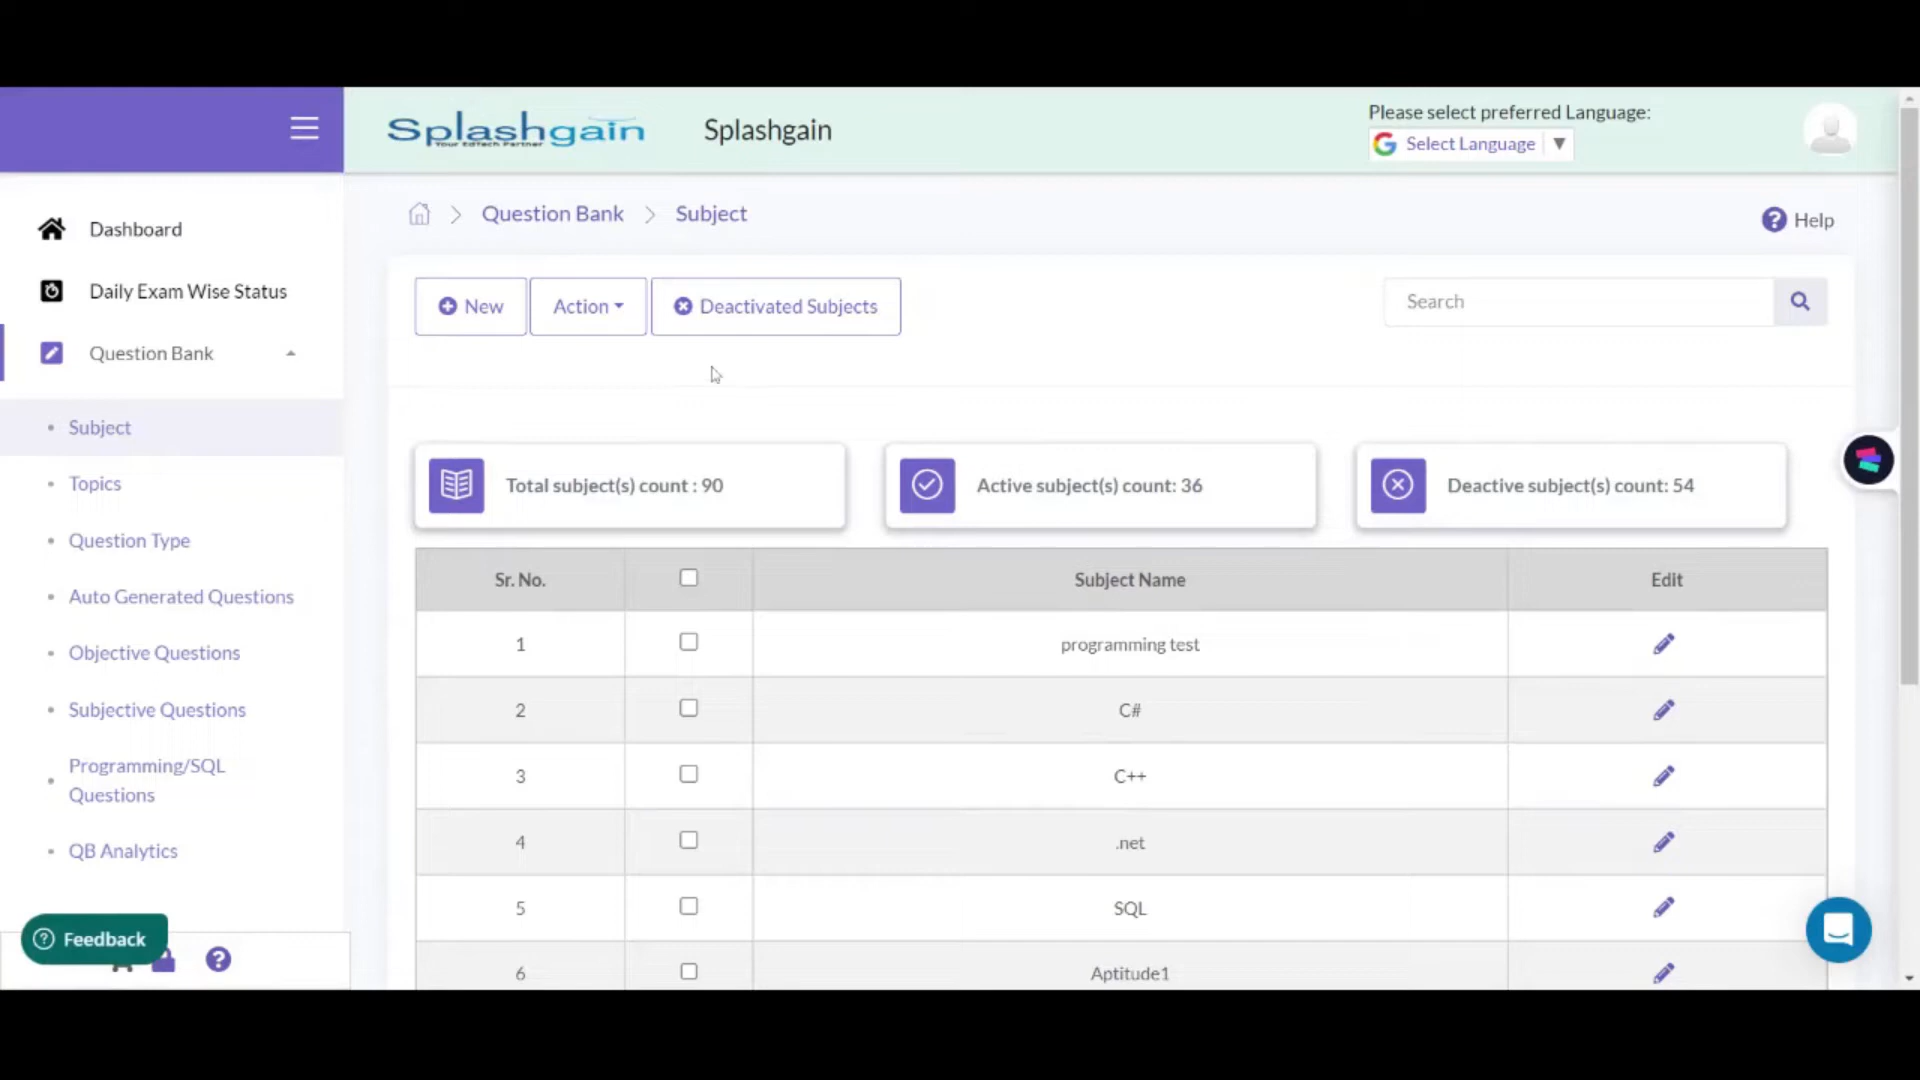 Splashgain
Your EdTech Partner
Splashgain
Please select preferred Language:
Select Language ▼
Dashboard
Daily Exam Wise Status
Question Bank
Subject
Topics
Question Type
Auto Generated Questions
Objective Questions
Subjective Questions
Programming/SQL
Questions
QB Analytics
Feedback
Question Bank > Subject
Help
New
Action
Deactivated Subjects
Search
Total subject(s) count : 90
Active subject(s) count: 36
Deactive subject(s) count: 54
Sr. No. Subject Name Edit
1 programming test
2 C#
3 C++
4 .net
5 SQL
6 Aptitude1